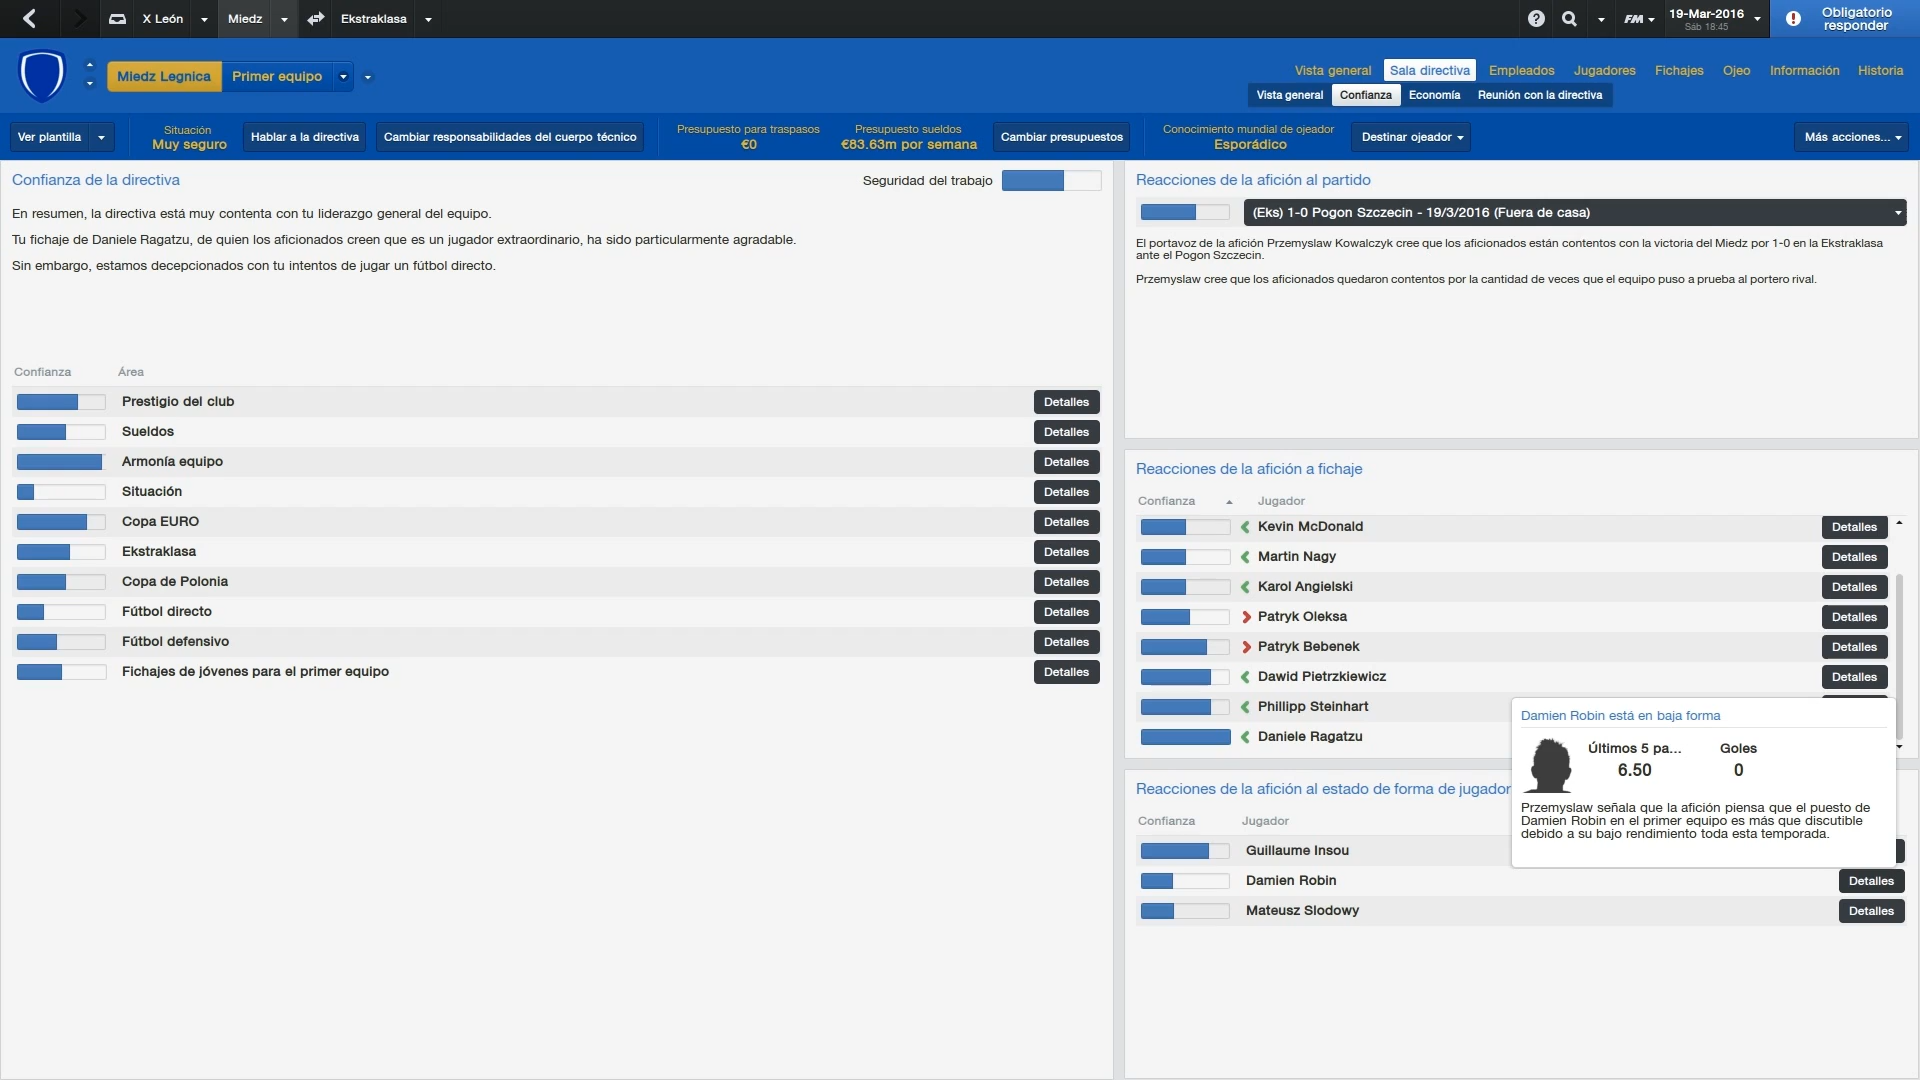 X León
Miedz
Ekstraklasa
FM
19-Mar-2016
Sáb 18:45
Obligatorio
responder
Miedz Legnica
Primer equipo
Vista general
Sala directiva
Empleados
Jugadores
Fichajes
Ojeo
Información
Historia
Vista general
Confianza
Economía
Reunión con la directiva
Ver plantilla
Situación
Muy seguro
Hablar a la directiva
Cambiar responsabilidades del cuerpo técnico
Presupuesto para traspasos
€0
Presupuesto sueldos
€83.63m por semana
Cambiar presupuestos
Conocimiento mundial de ojeador
Esporádico
Destinar ojeador
Más acciones...
Confianza de la directiva
Seguridad del trabajo
En resumen, la directiva está muy contenta con tu liderazgo general del equipo.
Tu fichaje de Daniele Ragatzu, de quien los aficionados creen que es un jugador extraordinario, ha sido particularmente agradable.
Sin embargo, estamos decepcionados con tu intentos de jugar un fútbol directo.
Confianza
Área
Prestigio del club
Detalles
Sueldos
Detalles
Armonía equipo
Detalles
Situación
Detalles
Copa EURO
Detalles
Ekstraklasa
Detalles
Copa de Polonia
Detalles
Fútbol directo
Detalles
Fútbol defensivo
Detalles
Fichajes de jóvenes para el primer equipo
Detalles
Reacciones de la afición al partido
(Eks) 1-0 Pogon Szczecin - 19/3/2016 (Fuera de casa)
El portavoz de la afición Przemyslaw Kowalczyk cree que los aficionados están contentos con la victoria del Miedz por 1-0 en la Ekstraklasa
ante el Pogon Szczecin.
Przemyslaw cree que los aficionados quedaron contentos por la cantidad de veces que el equipo puso a prueba al portero rival.
Reacciones de la afición a fichaje
Confianza
Jugador
Kevin McDonald
Detalles
Martin Nagy
Detalles
Karol Angielski
Detalles
Patryk Oleksa
Detalles
Patryk Bebenek
Detalles
Dawid Pietrzkiewicz
Detalles
Phillipp Steinhart
Daniele Ragatzu
Damien Robin está en baja forma
Últimos 5 pa...
Goles
6.50
0
Przemyslaw señala que la afición piensa que el puesto de
Damien Robin en el primer equipo es más que discutible
debido a su bajo rendimiento toda esta temporada.
Reacciones de la afición al estado de forma de jugador
Confianza
Jugador
Guillaume Insou
Damien Robin
Detalles
Mateusz Slodowy
Detalles